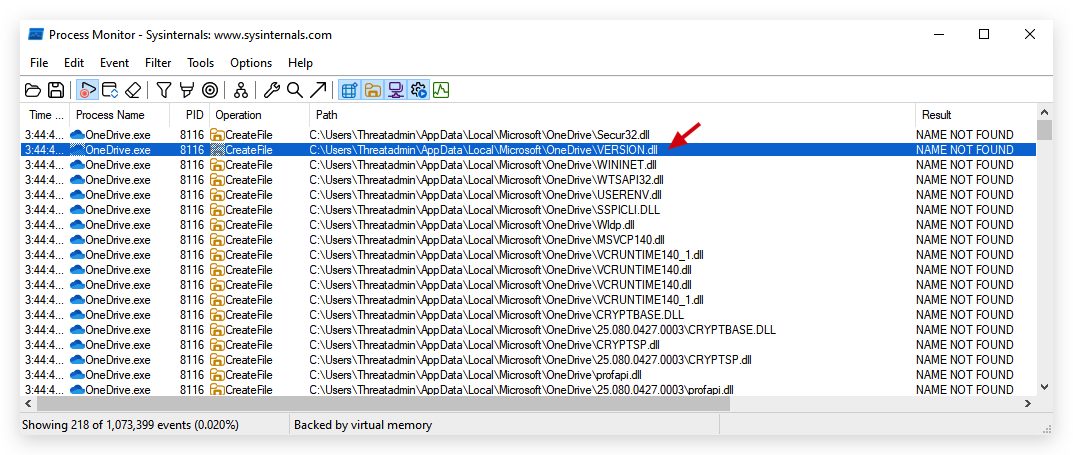 Process Monitor - Sysinternals: www.sysinternals.com
File Edit Event Filter Tools Options Help
Time ... Process Name PID Operation Path Result
3:44:4... OneDrive.exe 8116 CreateFile C:\Users\Threatadmin\AppData\Local\Microsoft\OneDrive\Secur32.dll NAME NOT FOUND
3:44:4... OneDrive.exe 8116 CreateFile C:\Users\Threatadmin\AppData\Local\Microsoft\OneDrive\VERSION.dll NAME NOT FOUND
3:44:4... OneDrive.exe 8116 CreateFile C:\Users\Threatadmin\AppData\Local\Microsoft\OneDrive\WININET.dll NAME NOT FOUND
3:44:4... OneDrive.exe 8116 CreateFile C:\Users\Threatadmin\AppData\Local\Microsoft\OneDrive\WTSAPI32.dll NAME NOT FOUND
3:44:4... OneDrive.exe 8116 CreateFile C:\Users\Threatadmin\AppData\Local\Microsoft\OneDrive\USERENV.dll NAME NOT FOUND
3:44:4... OneDrive.exe 8116 CreateFile C:\Users\Threatadmin\AppData\Local\Microsoft\OneDrive\SSPICLI.DLL NAME NOT FOUND
3:44:4... OneDrive.exe 8116 CreateFile C:\Users\Threatadmin\AppData\Local\Microsoft\OneDrive\Wldp.dll NAME NOT FOUND
3:44:4... OneDrive.exe 8116 CreateFile C:\Users\Threatadmin\AppData\Local\Microsoft\OneDrive\MSVCP140.dll NAME NOT FOUND
3:44:4... OneDrive.exe 8116 CreateFile C:\Users\Threatadmin\AppData\Local\Microsoft\OneDrive\VCRUNTIME140_1.dll NAME NOT FOUND
3:44:4... OneDrive.exe 8116 CreateFile C:\Users\Threatadmin\AppData\Local\Microsoft\OneDrive\VCRUNTIME140.dll NAME NOT FOUND
3:44:4... OneDrive.exe 8116 CreateFile C:\Users\Threatadmin\AppData\Local\Microsoft\OneDrive\VCRUNTIME140.dll NAME NOT FOUND
3:44:4... OneDrive.exe 8116 CreateFile C:\Users\Threatadmin\AppData\Local\Microsoft\OneDrive\VCRUNTIME140_1.dll NAME NOT FOUND
3:44:4... OneDrive.exe 8116 CreateFile C:\Users\Threatadmin\AppData\Local\Microsoft\OneDrive\CRYPTBASE.DLL NAME NOT FOUND
3:44:4... OneDrive.exe 8116 CreateFile C:\Users\Threatadmin\AppData\Local\Microsoft\OneDrive\25.080.0427.0003\CRYPTBASE.DLL NAME NOT FOUND
3:44:4... OneDrive.exe 8116 CreateFile C:\Users\Threatadmin\AppData\Local\Microsoft\OneDrive\CRYPTSP.dll NAME NOT FOUND
3:44:4... OneDrive.exe 8116 CreateFile C:\Users\Threatadmin\AppData\Local\Microsoft\OneDrive\25.080.0427.0003\CRYPTSP.dll NAME NOT FOUND
3:44:4... OneDrive.exe 8116 CreateFile C:\Users\Threatadmin\AppData\Local\Microsoft\OneDrive\profapi.dll NAME NOT FOUND
3:44:4... OneDrive.exe 8116 CreateFile C:\Users\Threatadmin\AppData\Local\Microsoft\OneDrive\25.080.0427.0003\profapi.dll NAME NOT FOUND
Showing 218 of 1,073,399 events (0.020%) Backed by virtual memory